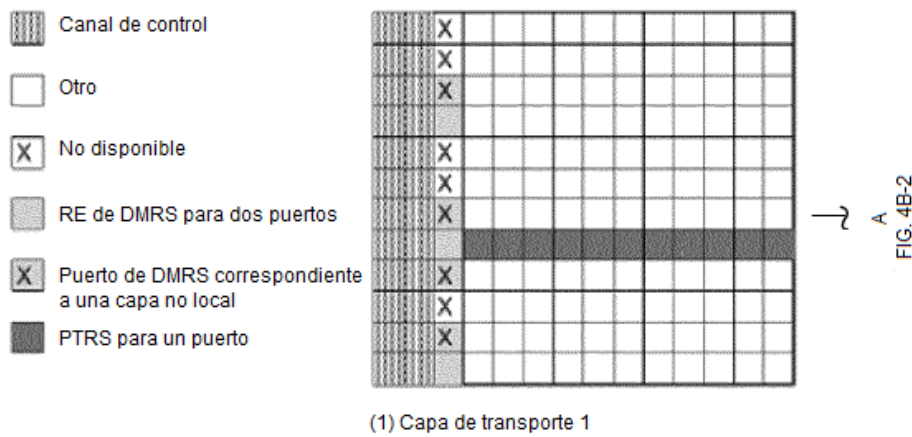 Canal de control
Otro
X No disponible
RE de DMRS para dos puertos
X Puerto de DMRS correspondiente
a una capa no local
PTRS para un puerto
X
X
X
X
X
X
X
X
X
A
FIG. 4B-2
(1) Capa de transporte 1